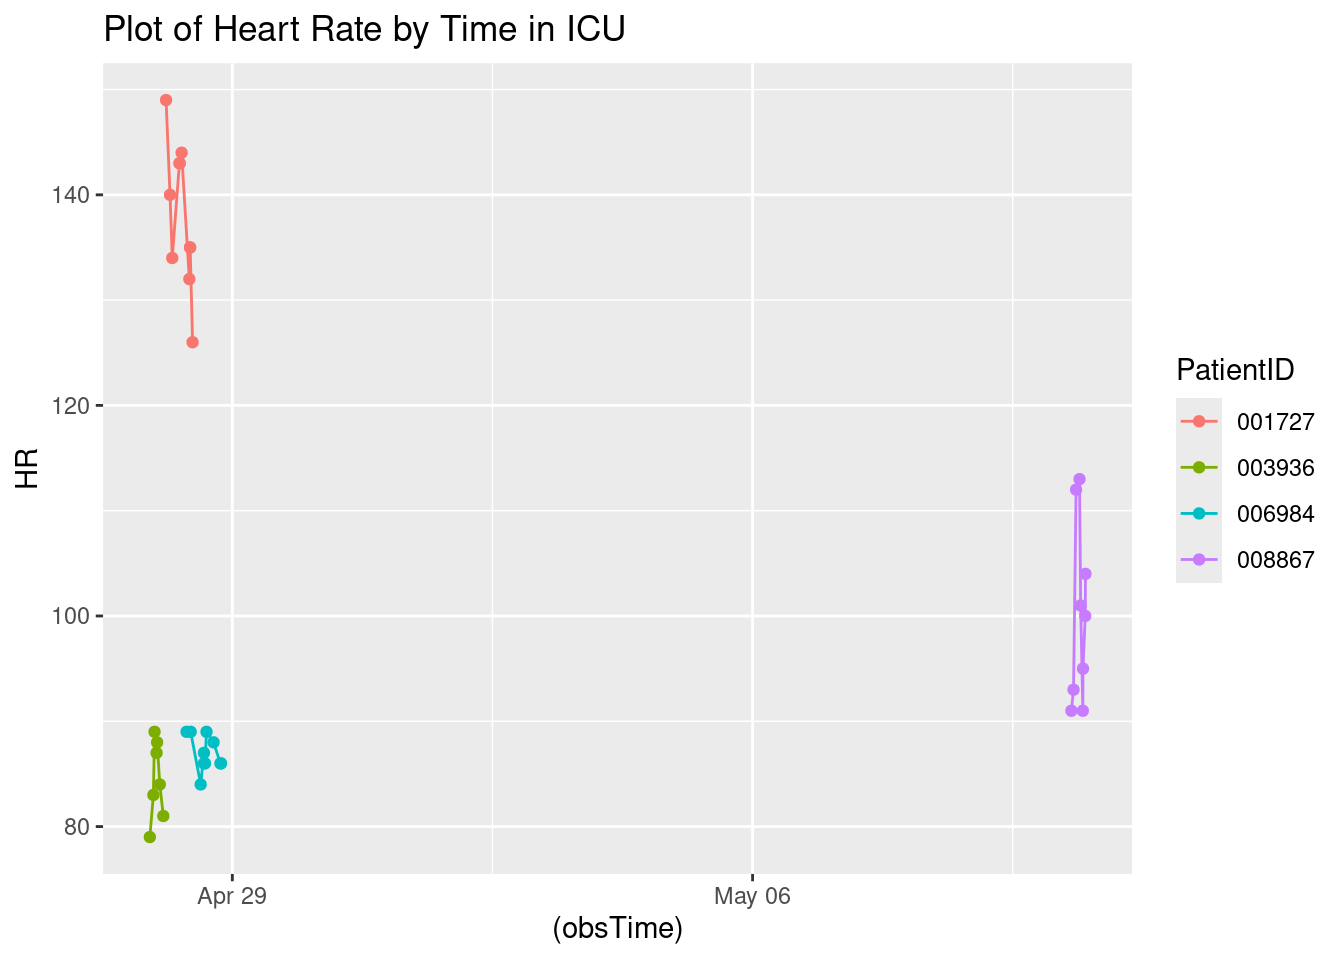 Plot of Heart Rate by Time in ICU
140
120
100
80
HR
Apr 29
May 06
(obsTime)
PatientID
001727
003936
006984
008867